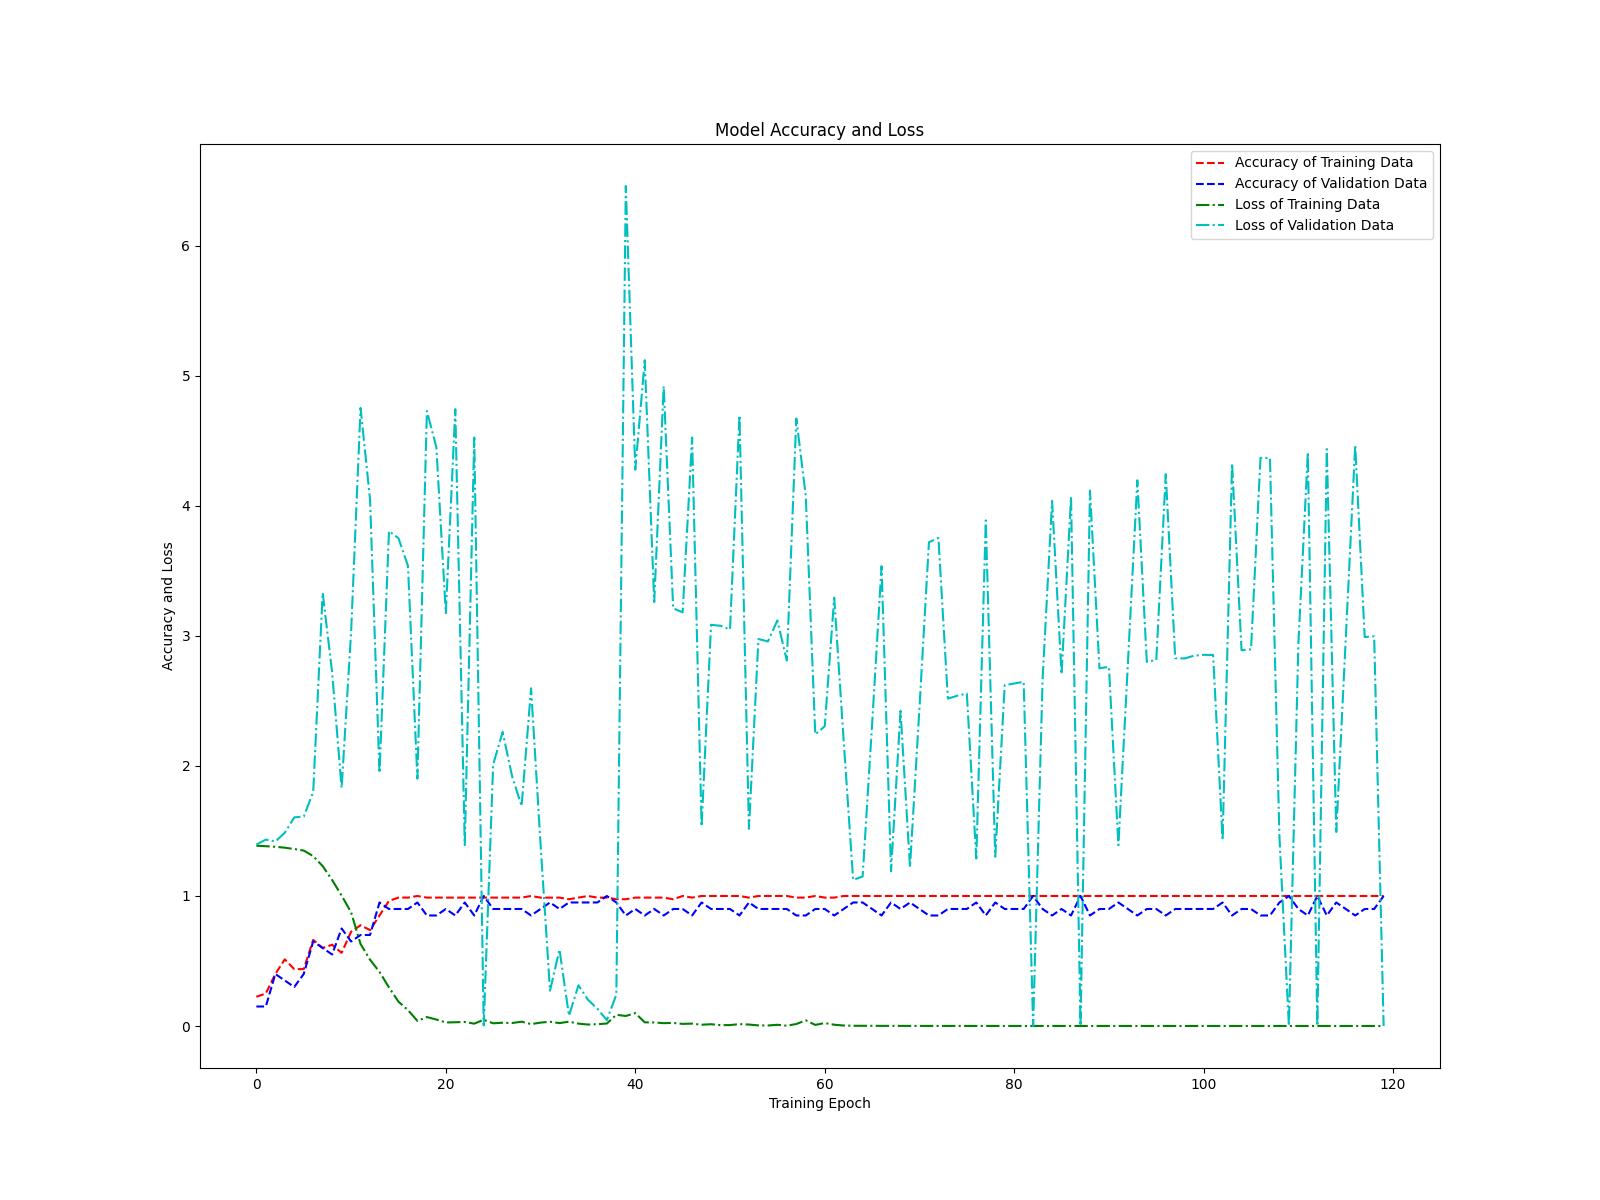 Model Accuracy and Loss
Accuracy of Training Data
Accuracy of Validation Data
Loss of Training Data
Loss of Validation Data
Accuracy and Loss
6
5
4
3
2
1
0
0 20 40 60 80 100 120
Training Epoch